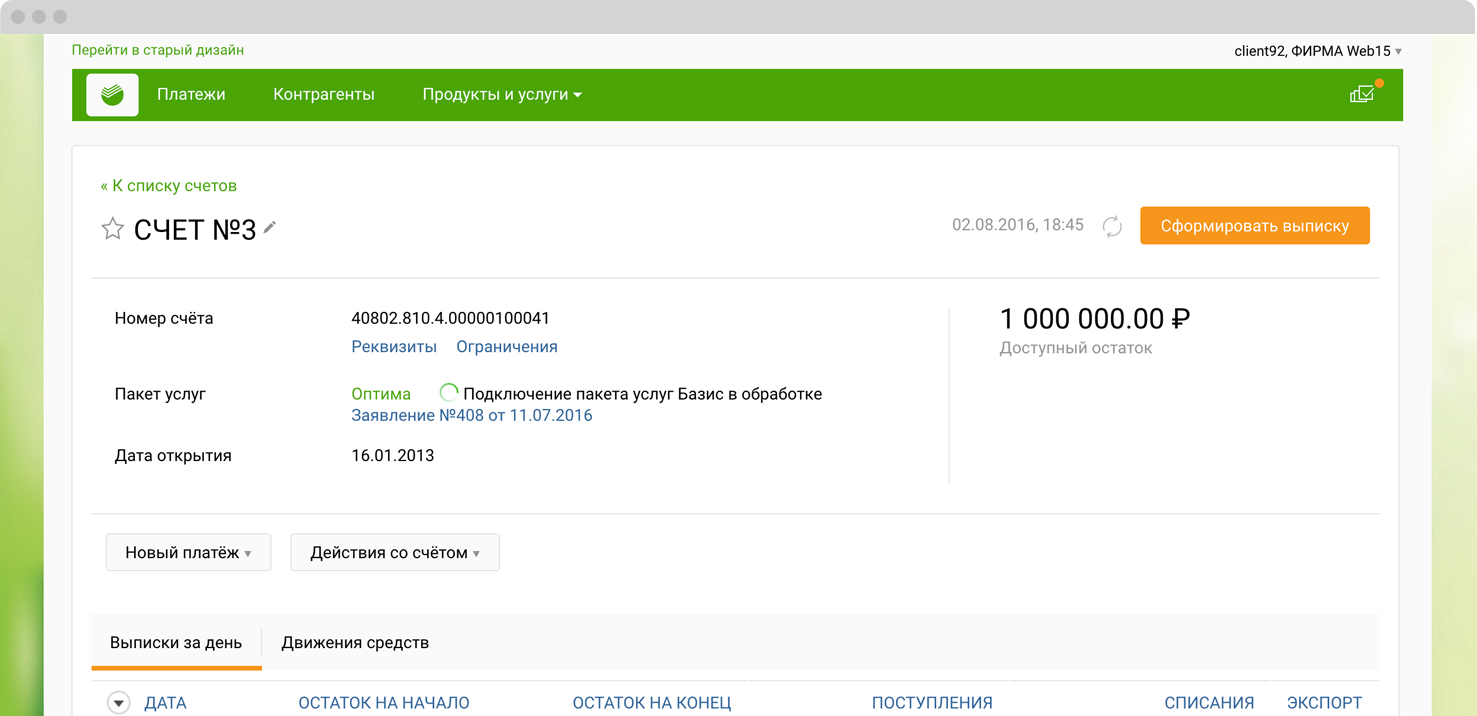 Перейти в старый дизайн
client92, ФИРМА Web15
Платежи Контрагенты Продукты и услуги
« К списку счетов
СЧЕТ №3
02.08.2016, 18:45 Сформировать выписку
Номер счёта 40802.810.4.00000100041
Реквизиты Ограничения
1 000 000.00 ₽
Доступный остаток
Пакет услуг Оптима Подключение пакета услуг Базис в обработке
Заявление №408 от 11.07.2016
Дата открытия 16.01.2013
Новый платёж Действия со счётом
Выписки за день Движения средств
ДАТА ОСТАТОК НА НАЧАЛО ОСТАТОК НА КОНЕЦ ПОСТУПЛЕНИЯ СПИСАНИЯ ЭКСПОРТ